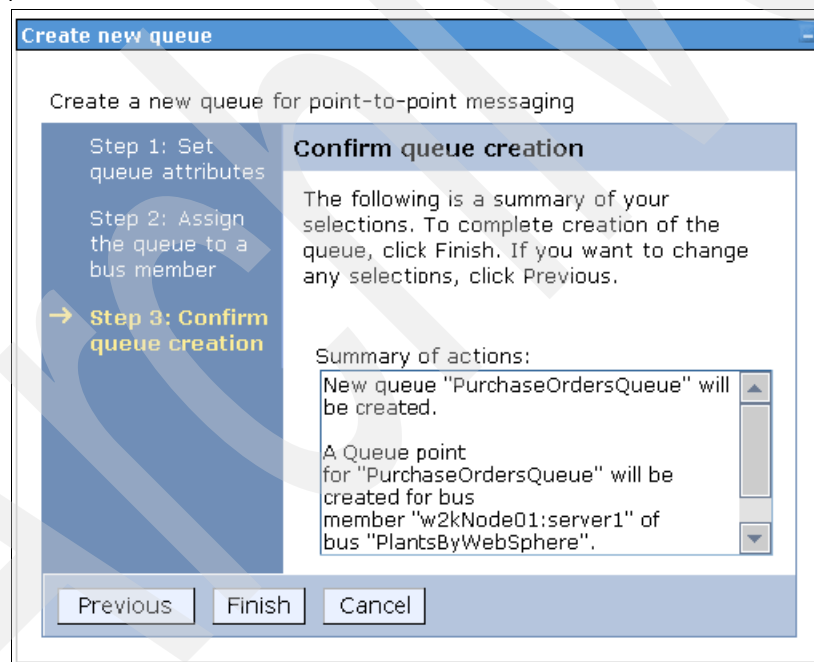 Create new queue
Create a new queue for point-to-point messaging
Step 1: Set
queue attributes
Step 2: Assign
the queue to a
bus member
→ Step 3: Confirm
queue creation
Confirm queue creation
The following is a summary of your
selections. To complete creation of the
queue, click Finish. If you want to change
any selections, click Previous.
Summary of actions:
New queue "PurchaseOrdersQueue" will
be created.
A Queue point
for "PurchaseOrdersQueue" will be
created for bus
member "w2kNode01:server1" of
bus "PlantsByWebSphere".
Previous Finish Cancel